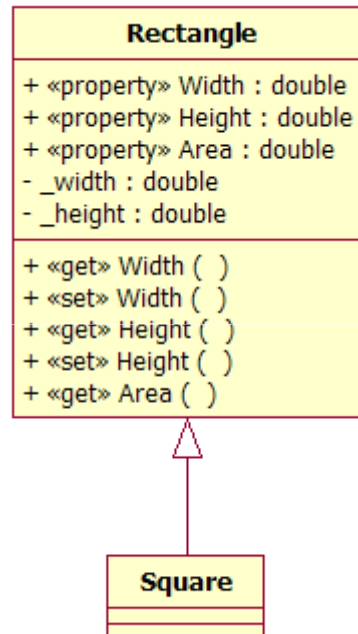 Rectangle
+ «property» Width : double
+ «property» Height : double
+ «property» Area : double
- _width : double
- _height : double
+ «get» Width ( )
+ «set» Width ( )
+ «get» Height ( )
+ «set» Height ( )
+ «get» Area ( )
Square